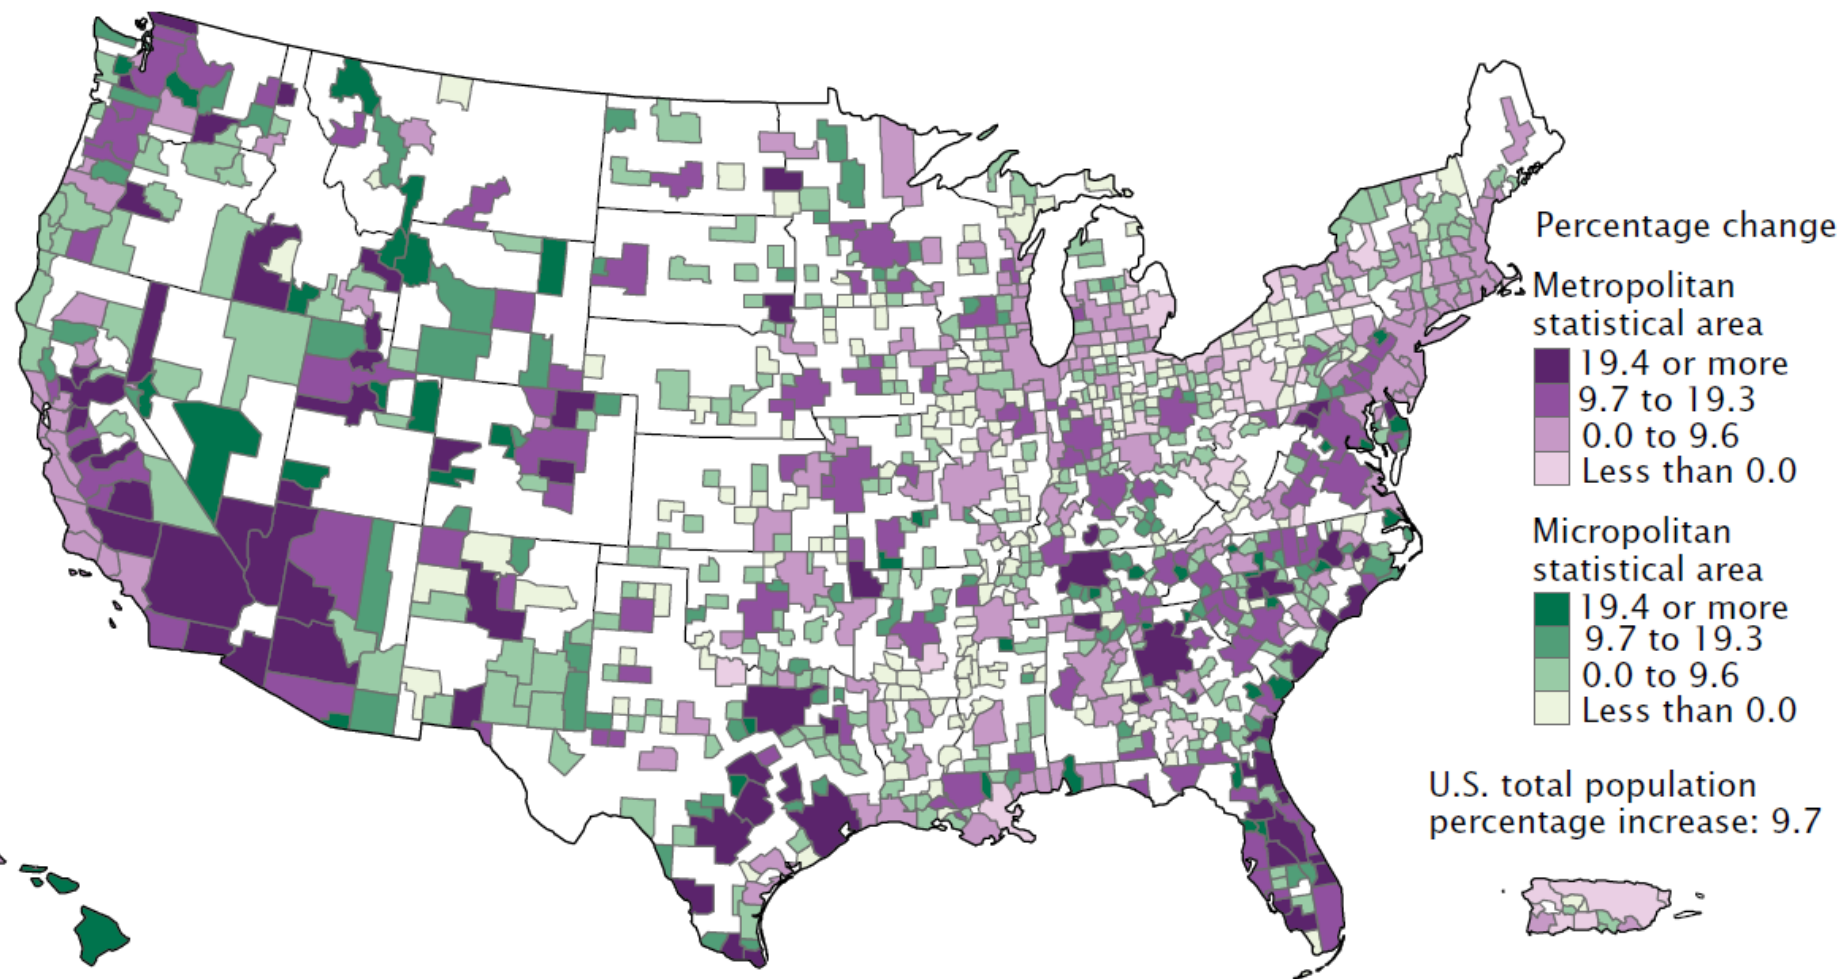 Percentage change
Metropolitan
statistical area
19.4 or more
9.7 to 19.3
0.0 to 9.6
Less than 0.0
Micropolitan
statistical area
19.4 or more
9.7 to 19.3
0.0 to 9.6
Less than 0.0
U.S. total population
percentage increase: 9.7